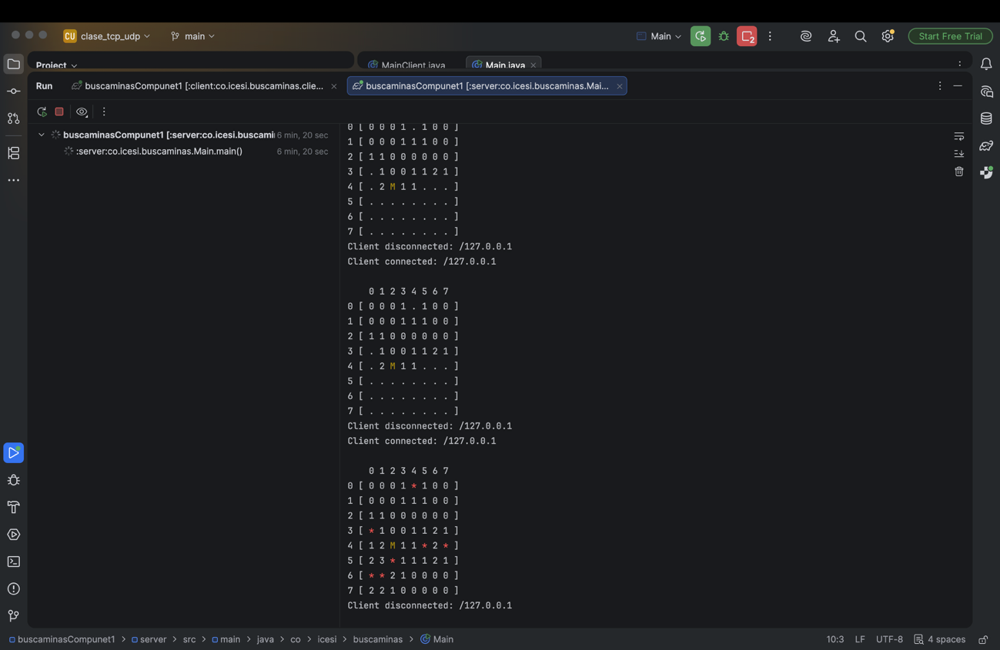 CU clase_tcp_udp main Main 2 Start Free Trial
Project MainClient.java Main.java
Run buscaminasCompunet1 [:client:co.icesi.buscaminas.clie... buscaminasCompunet1 [:server:co.icesi.buscaminas.Mai...
buscaminasCompunet1 [:server:co.icesi.buscami 6 min, 20 sec
:server:co.icesi.buscaminas.Main.main() 6 min, 20 sec
0 [ 0 0 0 1 . 1 0 0 ]
1 [ 0 0 0 1 1 1 0 0 ]
2 [ 1 1 0 0 0 0 0 0 ]
3 [ . 1 0 0 1 1 2 1 ]
4 [ . 2 M 1 1 . . . ]
5 [ . . . . . . . . ]
6 [ . . . . . . . . ]
7 [ . . . . . . . . ]
Client disconnected: /127.0.0.1
Client connected: /127.0.0.1
0 1 2 3 4 5 6 7
0 [ 0 0 0 1 . 1 0 0 ]
1 [ 0 0 0 1 1 1 0 0 ]
2 [ 1 1 0 0 0 0 0 0 ]
3 [ . 1 0 0 1 1 2 1 ]
4 [ . 2 M 1 1 . . . ]
5 [ . . . . . . . . ]
6 [ . . . . . . . . ]
7 [ . . . . . . . . ]
Client disconnected: /127.0.0.1
Client connected: /127.0.0.1
0 1 2 3 4 5 6 7
0 [ 0 0 0 1 * 1 0 0 ]
1 [ 0 0 0 1 1 1 0 0 ]
2 [ 1 1 0 0 0 0 0 0 ]
3 [ * 1 0 0 1 1 2 1 ]
4 [ 1 2 M 1 1 * 2 * ]
5 [ 2 3 * 1 1 1 2 1 ]
6 [ * * 2 1 0 0 0 0 ]
7 [ 2 2 1 0 0 0 0 0 ]
Client disconnected: /127.0.0.1
buscaminasCompunet1 > server > src > main > java > co > icesi > buscaminas > Main 10:3 LF UTF-8 4 spaces